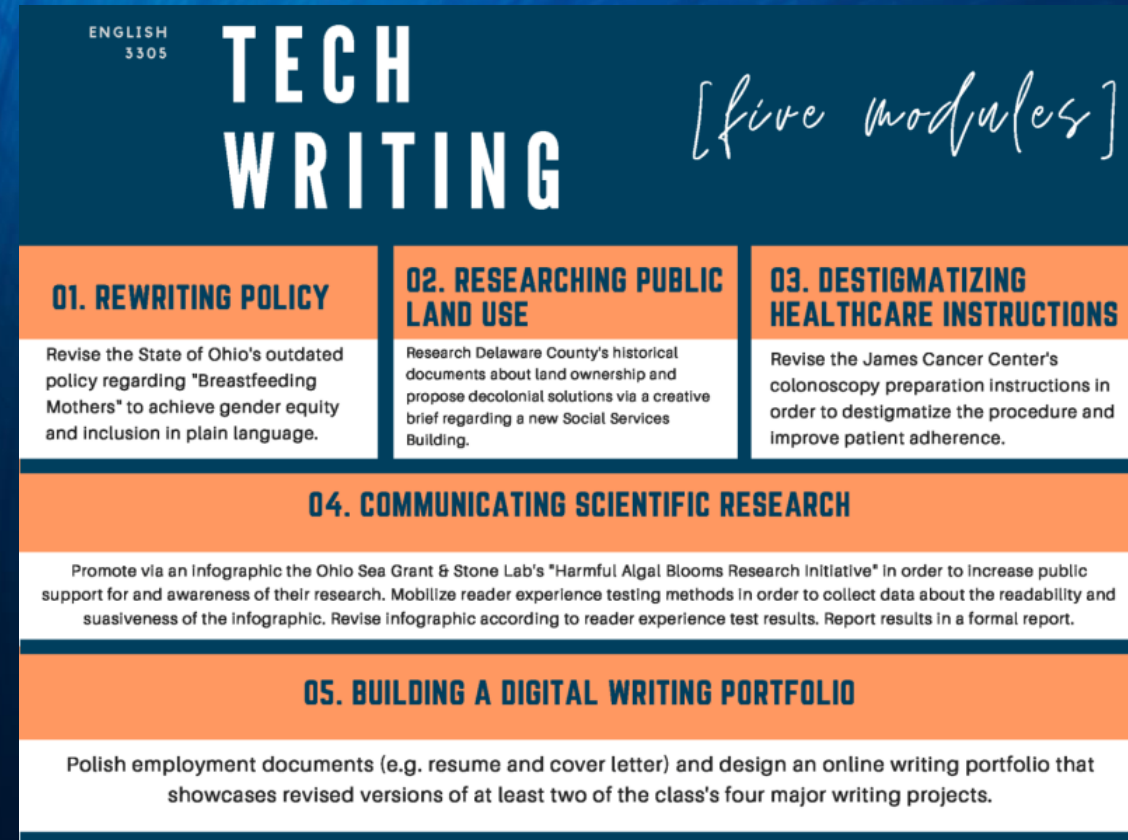 ENGLISH
3305
TECH
WRITING
[five modules]
01. REWRITING POLICY
Revise the State of Ohio's outdated
policy regarding "Breastfeeding
Mothers" to achieve gender equity
and inclusion in plain language.
02. RESEARCHING PUBLIC
LAND USE
Research Delaware County's historical
documents about land ownership and
propose decolonial solutions via a creative
brief regarding a new Social Services
Building.
03. DESTIGMATIZING
HEALTHCARE INSTRUCTIONS
Revise the James Cancer Center's
colonoscopy preparation instructions in
order to destigmatize the procedure and
improve patient adherence.
04. COMMUNICATING SCIENTIFIC RESEARCH
Promote via an infographic the Ohio Sea Grant & Stone Lab's "Harmful Algal Blooms Research Initiative" in order to increase public
support for and awareness of their research. Mobilize reader experience testing methods in order to collect data about the readability and
suasiveness of the infographic. Revise infographic according to reader experience test results. Report results in a formal report.
05. BUILDING A DIGITAL WRITING PORTFOLIO
Polish employment documents (e.g. resume and cover letter) and design an online writing portfolio that
showcases revised versions of at least two of the class's four major writing projects.